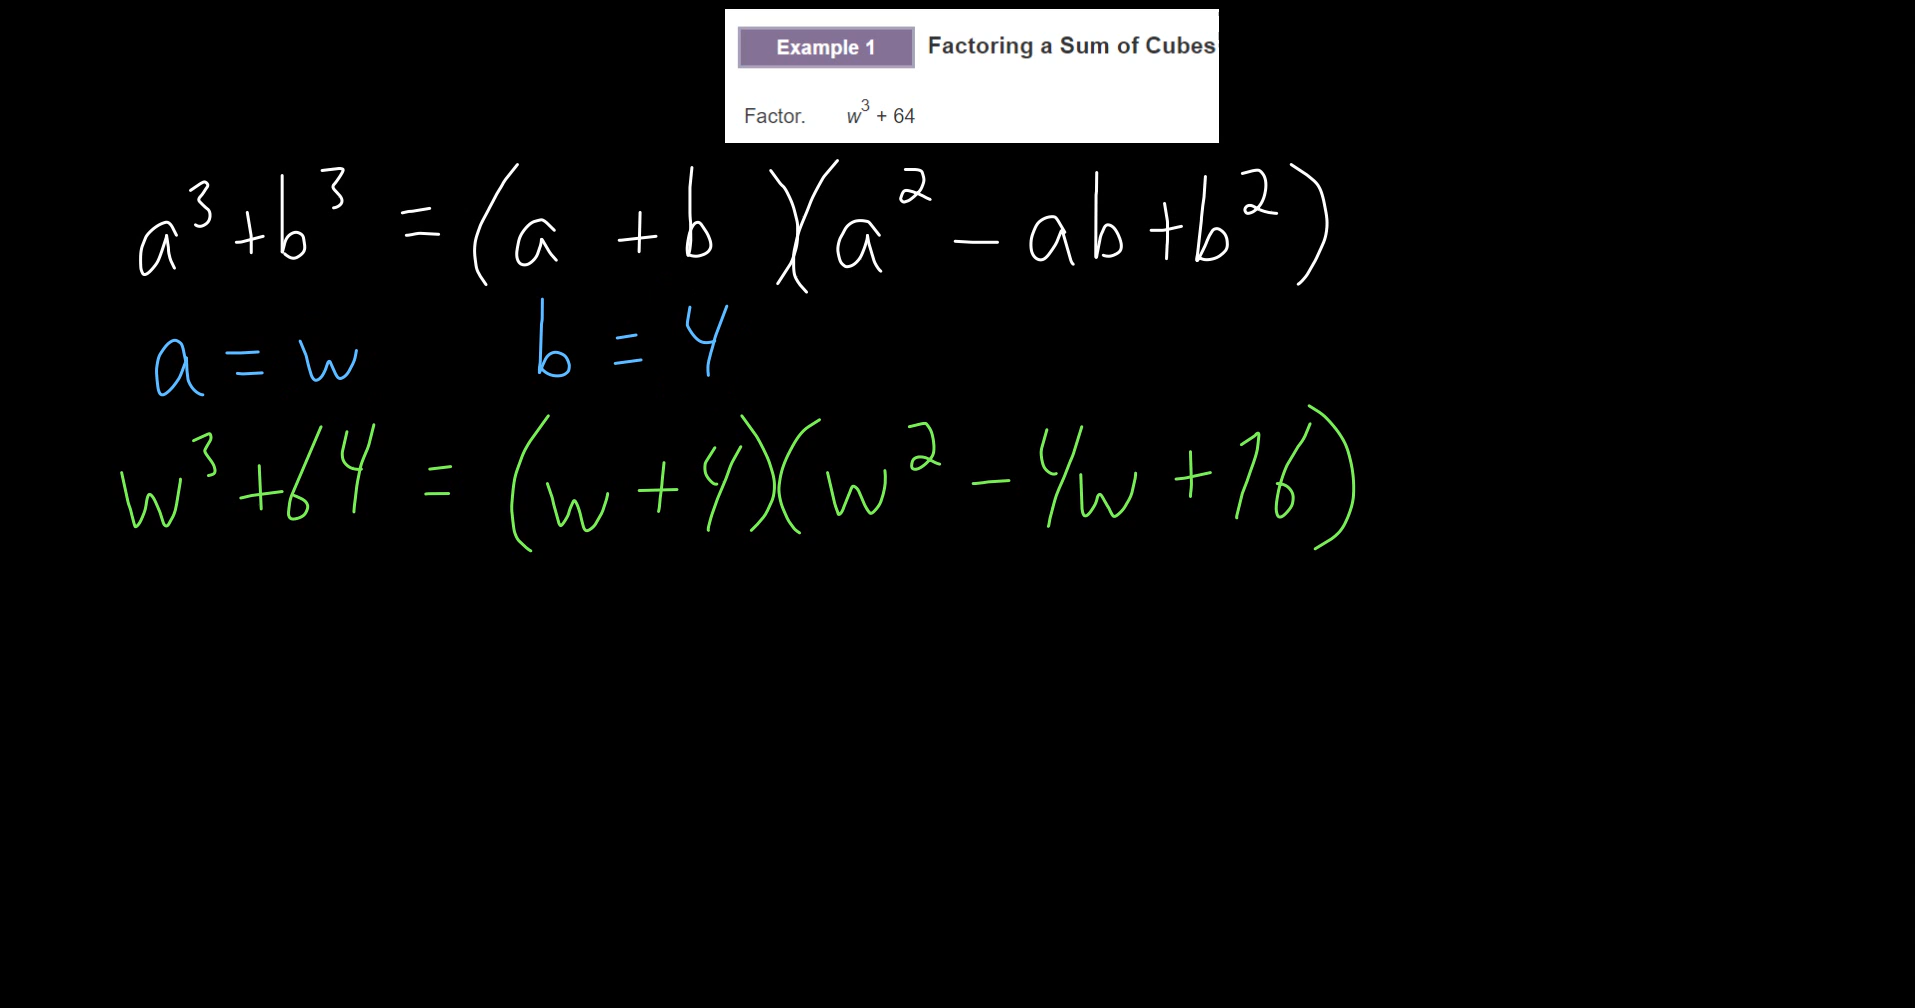 Example 1 Factoring a Sum of Cubes
Factor. w³ + 64
a³+b³ = (a + b)(a² − ab+b²)
a = w b = 4
w³+64 = (w+4)(w² − 4w + 16)